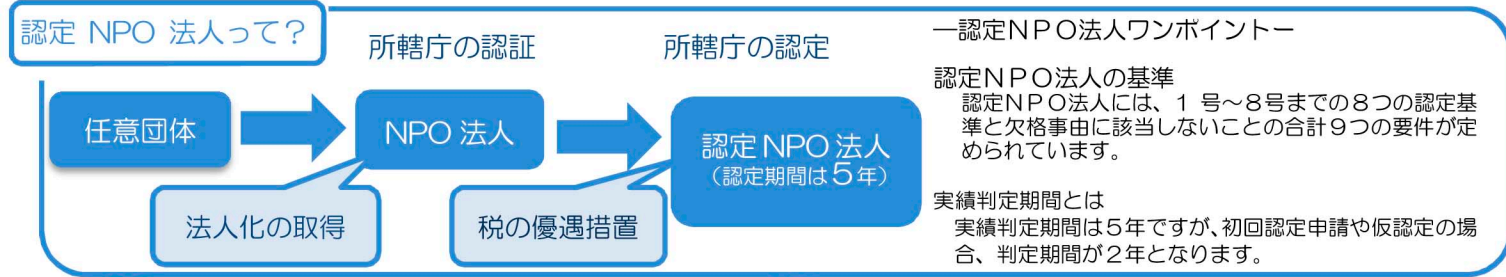 認定 NPO 法人って？
所轄庁の認証
所轄庁の認定
任意団体
NPO 法人
認定 NPO 法人
（認定期間は５年）
法人化の取得
税の優遇措置
―認定ＮＰＯ法人ワンポイントー
認定ＮＰＯ法人の基準
認定ＮＰＯ法人には、１ 号～８号までの８つの認定基
準と欠格事由に該当しないことの合計９つの要件が定
められています。
実績判定期間とは
実績判定期間は５年ですが、初回認定申請や仮認定の場
合、判定期間が２年となります。